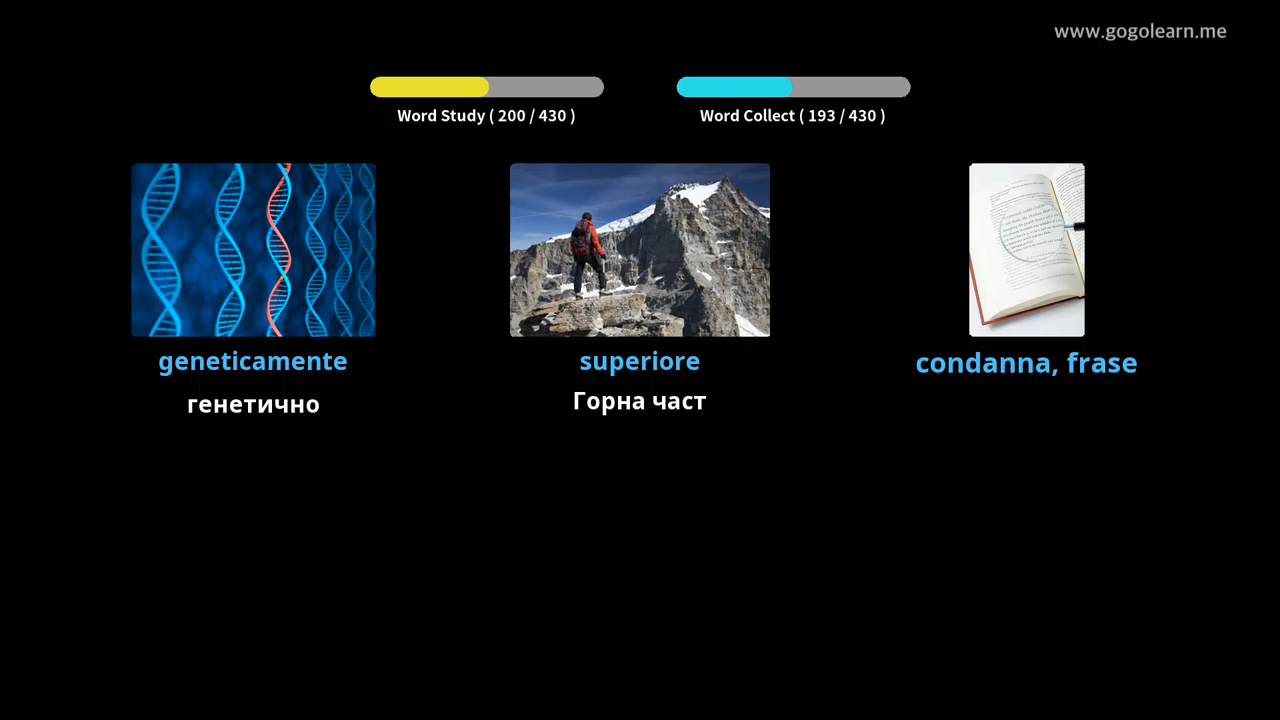 www.gogolearn.me
Word Study ( 200 / 430 )
Word Collect ( 193 / 430 )
geneticamente
superiore
condanna, frase
генетично
Горна част